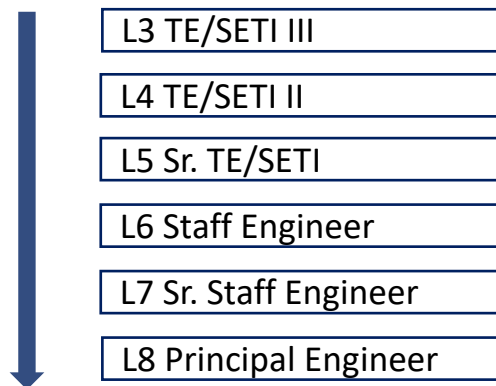 L3 TE/SETI III
L4 TE/SETI II
L5 Sr. TE/SETI
L6 Staff Engineer
L7 Sr. Staff Engineer
L8 Principal Engineer